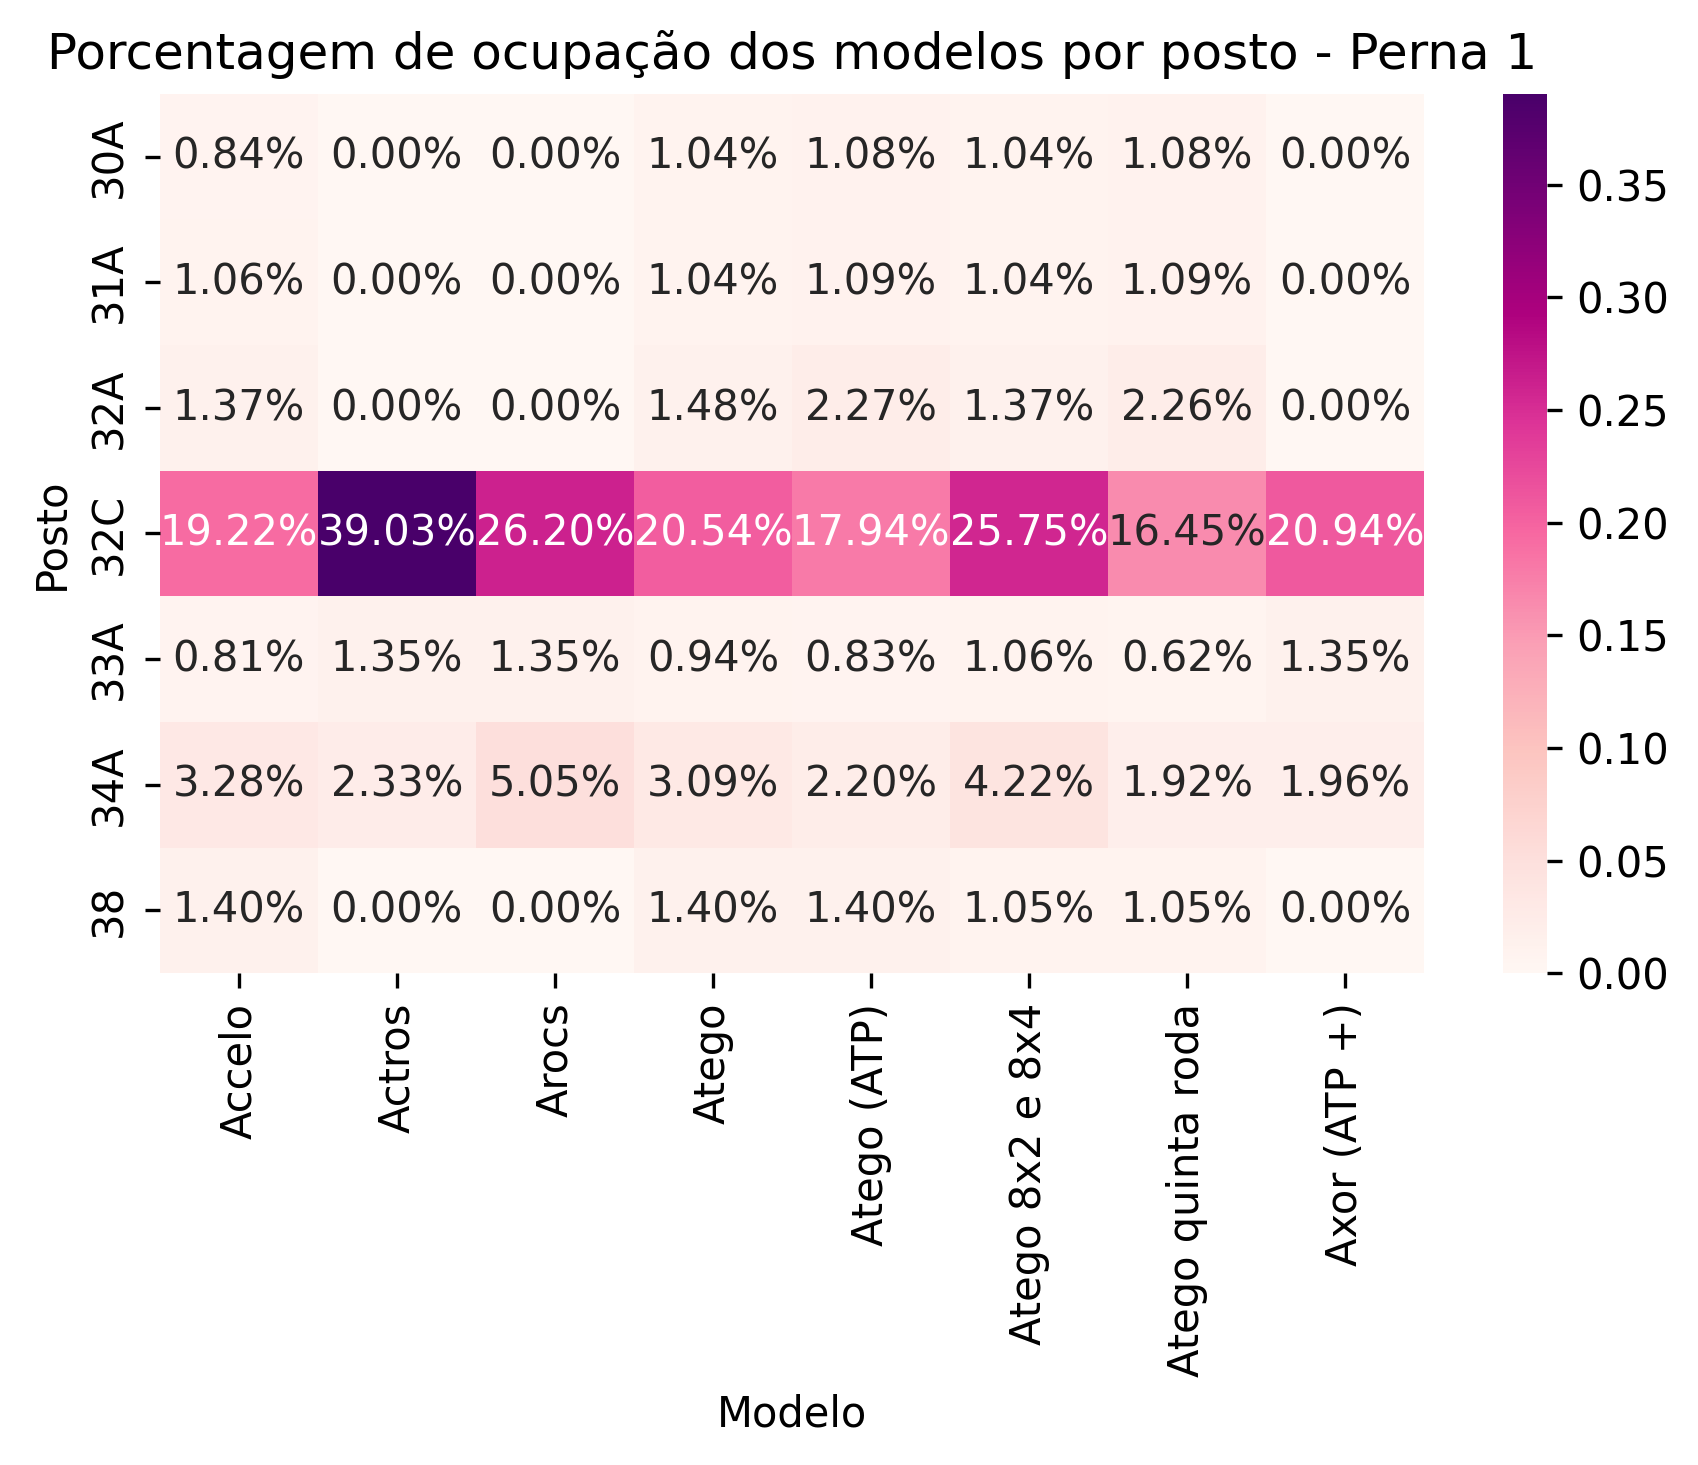 Porcentagem de ocupação dos modelos por posto - Perna 1
Posto
30A 0.84% 0.00% 0.00% 1.04% 1.08% 1.04% 1.08% 0.00%
31A 1.06% 0.00% 0.00% 1.04% 1.09% 1.04% 1.09% 0.00%
32A 1.37% 0.00% 0.00% 1.48% 2.27% 1.37% 2.26% 0.00%
32C 19.22% 39.03% 26.20% 20.54% 17.94% 25.75% 16.45% 20.94%
33A 0.81% 1.35% 1.35% 0.94% 0.83% 1.06% 0.62% 1.35%
34A 3.28% 2.33% 5.05% 3.09% 2.20% 4.22% 1.92% 1.96%
38 1.40% 0.00% 0.00% 1.40% 1.40% 1.05% 1.05% 0.00%
Accelo
Actros
Arocs
Atego
Atego (ATP)
Atego 8x2 e 8x4
Atego quinta roda
Axor (ATP +)
Modelo
0.35
0.30
0.25
0.20
0.15
0.10
0.05
0.00